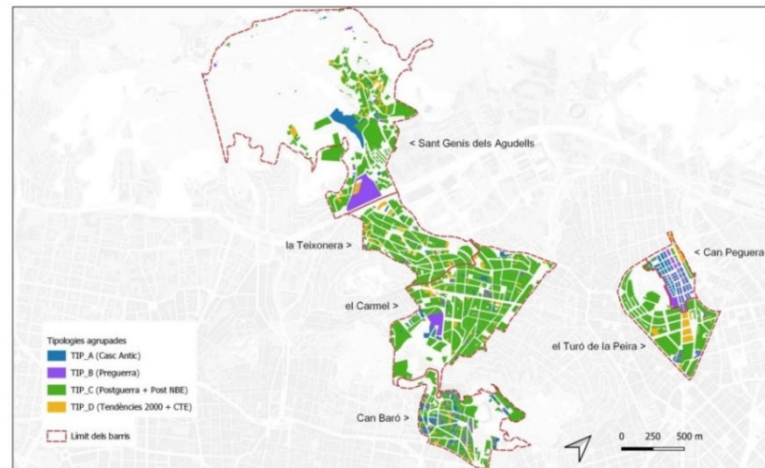 < Sant Genís dels Agudells
la Teixonera >
< Can Peguera
el Carmel >
el Turó de la Peira >
Can Baró >
Tipologies agrupades
TIP_A (Casc Antic)
TIP_B (Preguerra)
TIP_C (Postguerra + Post NBE)
TIP_D (Tendències 2000 + CTE)
Límit dels barris
0 250 500 m